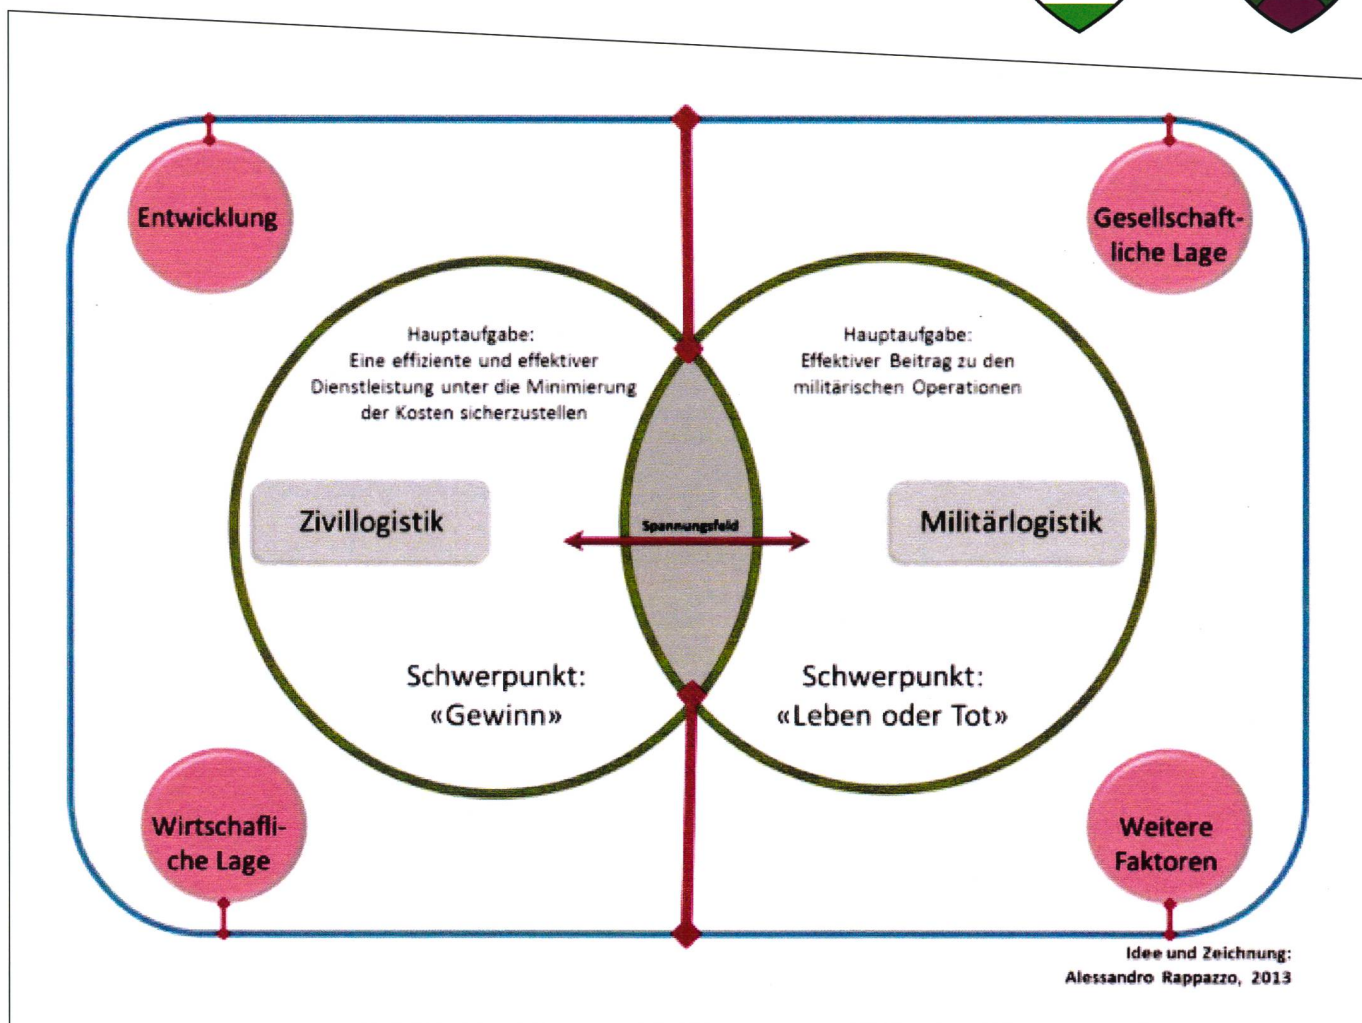 Entwicklung
Gesellschaft-
liche Lage
Hauptaufgabe:
Eine effiziente und effektiver
Dienstleistung unter die Minimierung
der Kosten sicherzustellen
Hauptaufgabe:
Effektiver Beitrag zu den
militärischen Operationen
Zivillogistik
Spannungsfeld
Militärlogistik
Schwerpunkt:
«Gewinn»
Schwerpunkt:
«Leben oder Tot»
Wirtschafli-
che Lage
Weitere
Faktoren
Idee und Zeichnung:
Alessandro Rappazzo, 2013